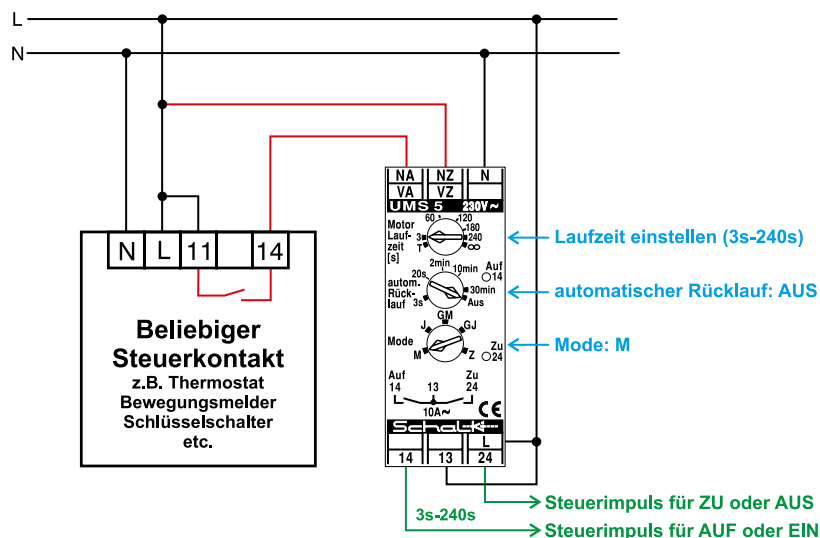 L
N
NA NZ N
VA VZ
UMS 5 230V~
Motor
Lauf-
zeit
[s]
60 120
180
3 240
T ∞
Laufzeit einstellen (3s-240s)
N L 11 14
2min 10min
20s
Auf
14
autom.
Rück-
lauf
30min
3s Aus
automatischer Rücklauf: AUS
Beliebiger
Steuerkontakt
z.B. Thermostat
Bewegungsmelder
Schlüsselschalter
etc.
GM
J GJ
Mode
M Z
Zu
24
Mode: M
Auf Zu
14 13 24
10A~
CE
Schalk
L
14 13 24
3s-240s
Steuerimpuls für ZU oder AUS
Steuerimpuls für AUF oder EIN